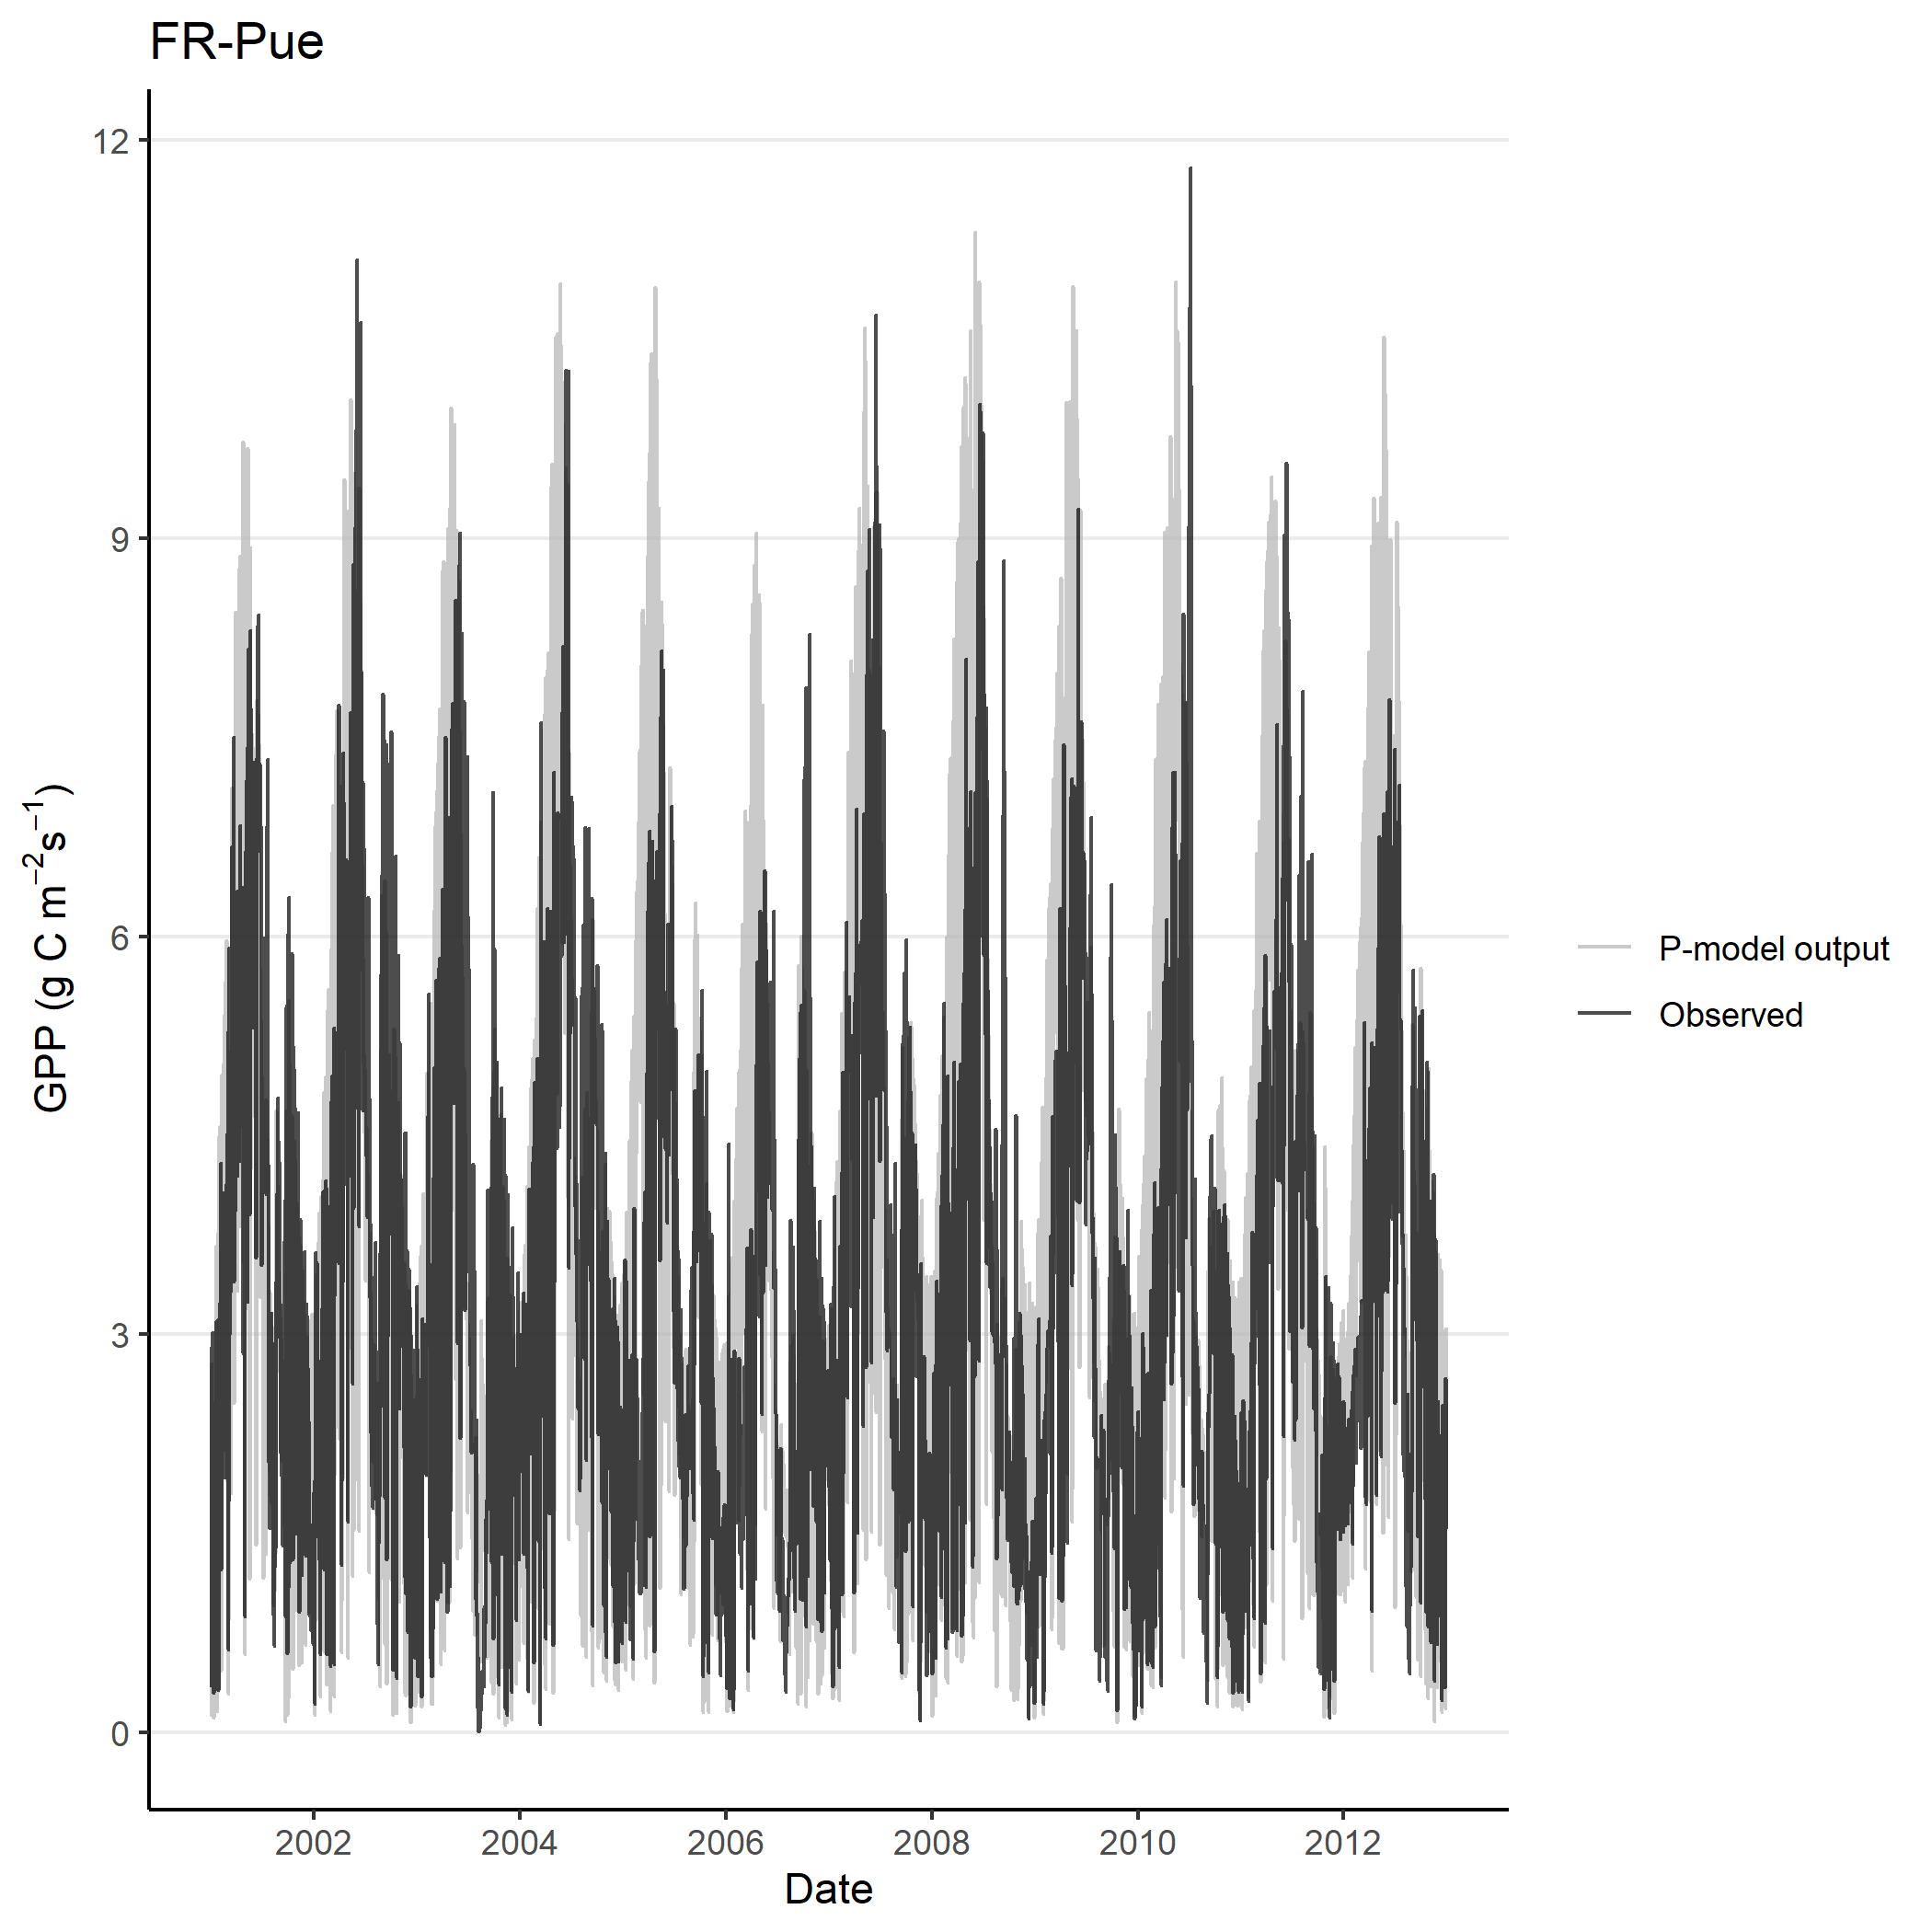 FR-Pue
12
9
6
3
0
GPP (g C m⁻²s⁻¹)
P-model output
Observed
2002 2004 2006 2008 2010 2012
Date